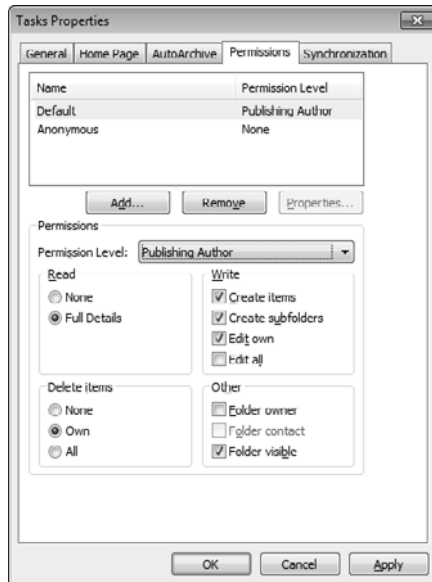 Tasks Properties
General Home Page AutoArchive Permissions Synchronization
Name Permission Level
Default Publishing Author
Anonymous None
Add... Remove Properties...
Permissions
Permission Level: Publishing Author
Read Write
None Create items
Full Details Create subfolders
Edit own
Edit all
Delete items Other
None Folder owner
Own Folder contact
All Folder visible
OK Cancel Apply